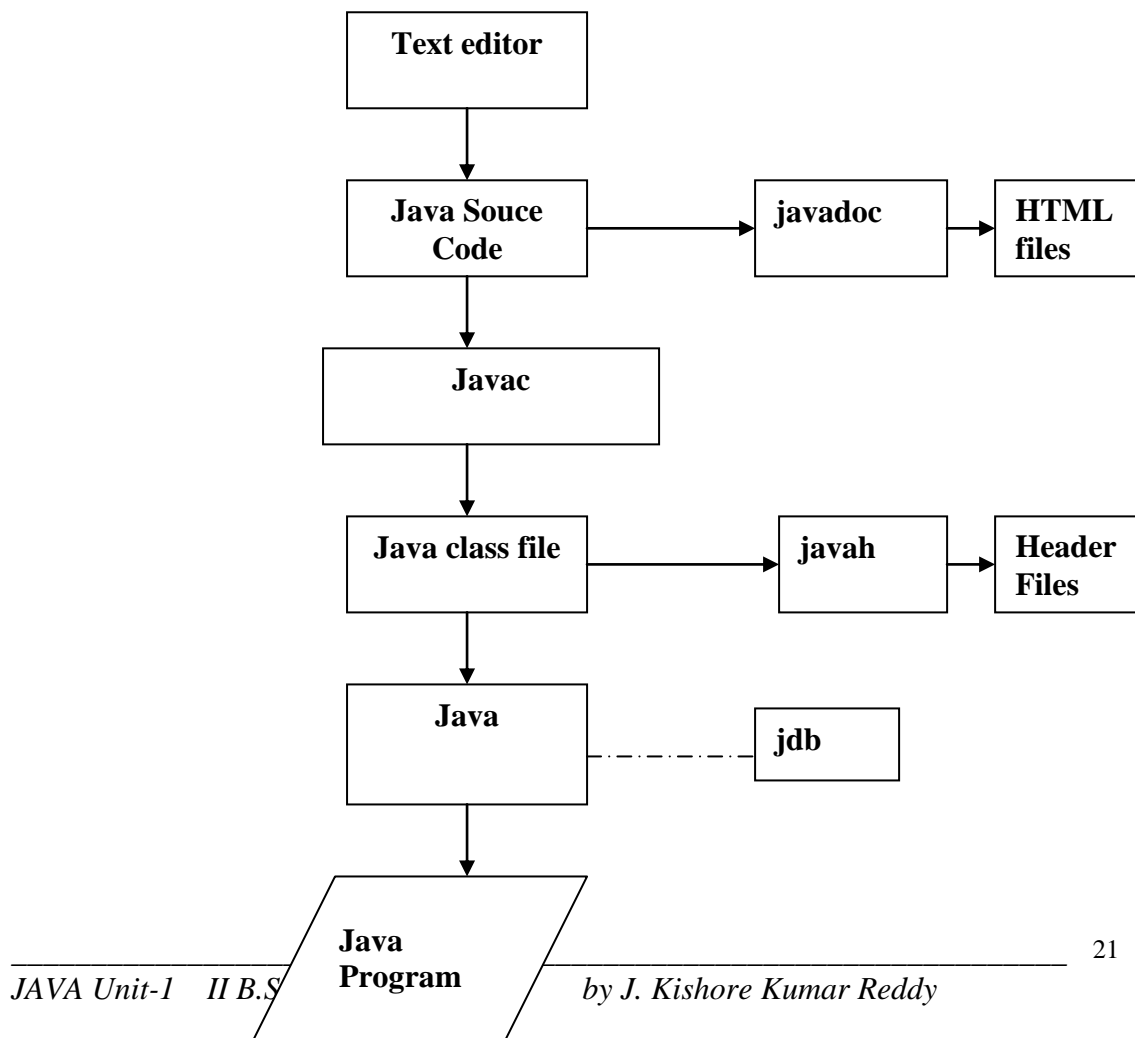 Text editor
Java Souce
Code
javadoc
HTML
files
Javac
Java class file
javah
Header
Files
Java
jdb
Java
Program
21
JAVA Unit-1 II B.S
by J. Kishore Kumar Reddy